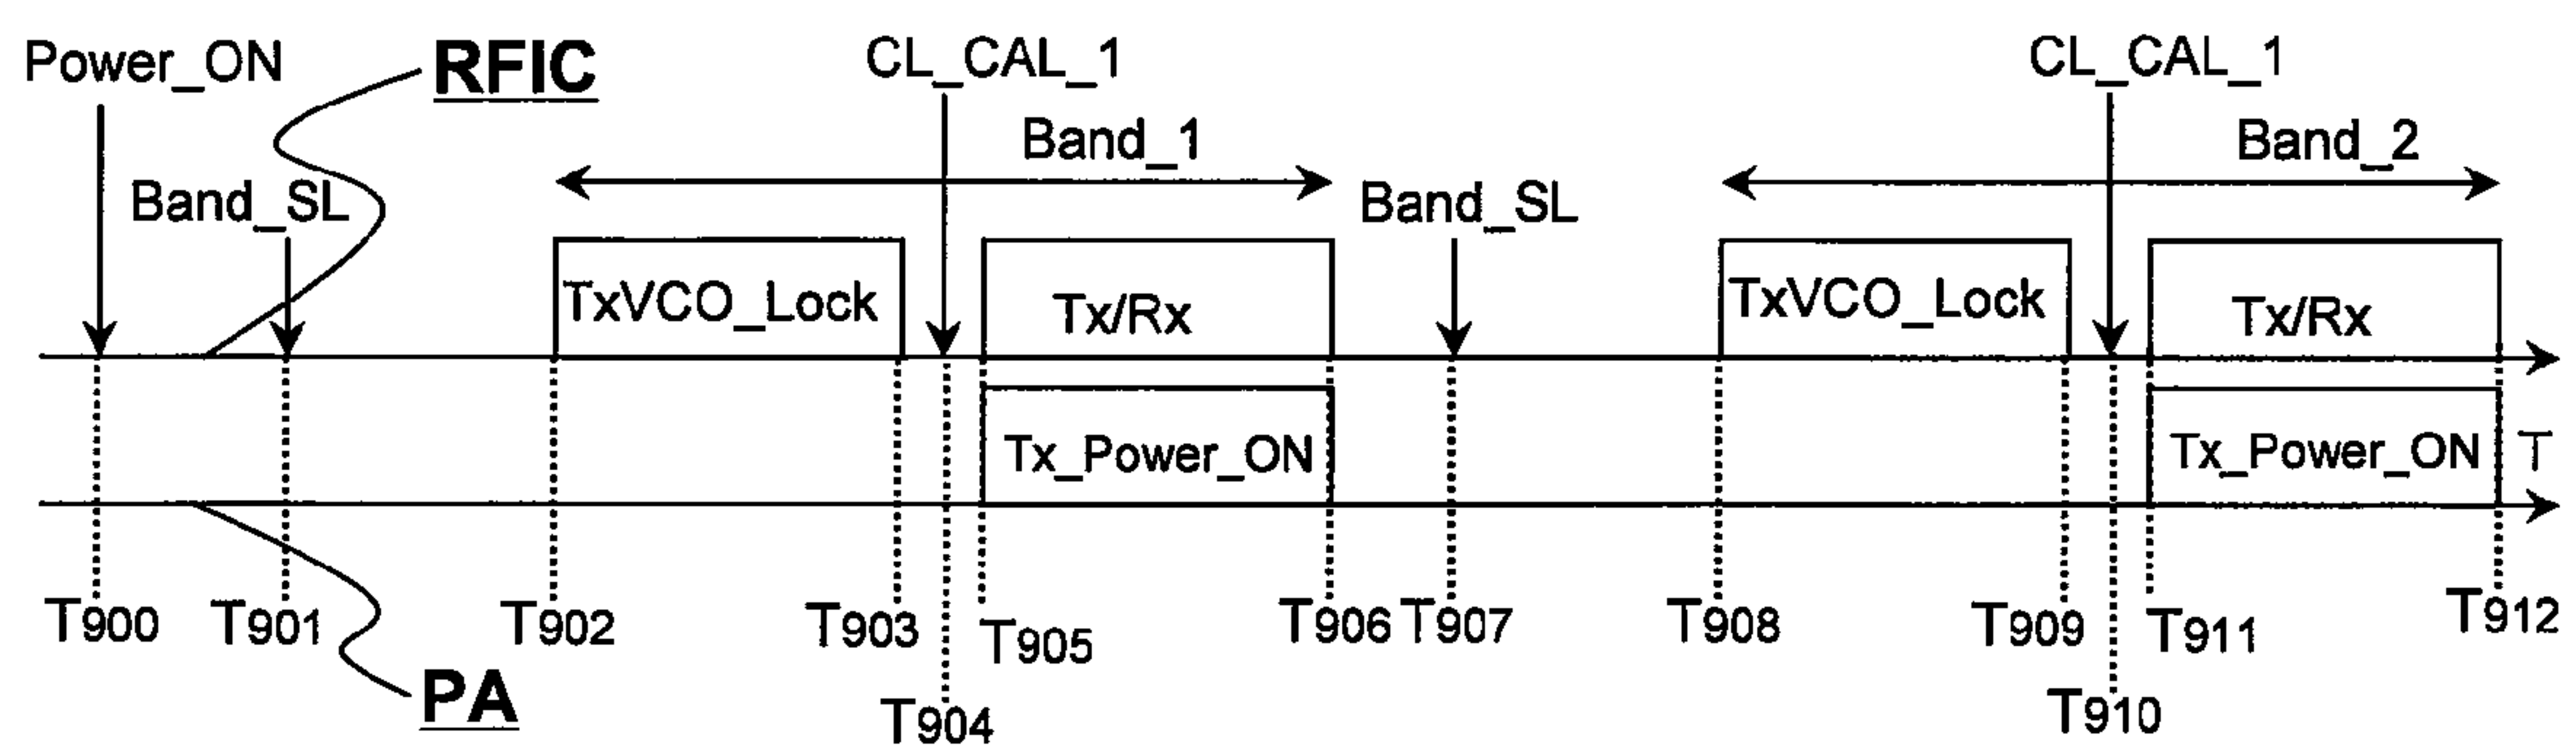 Power_ON RFIC CL_CAL_1 CL_CAL_1
Band_1 Band_2
Band_SL Band_SL
TxVCO_Lock Tx/Rx TxVCO_Lock Tx/Rx
Tx_Power_ON Tx_Power_ON T
T900 T901 T902 T903 T905 T906 T907 T908 T909 T911 T912
PA T904 T910